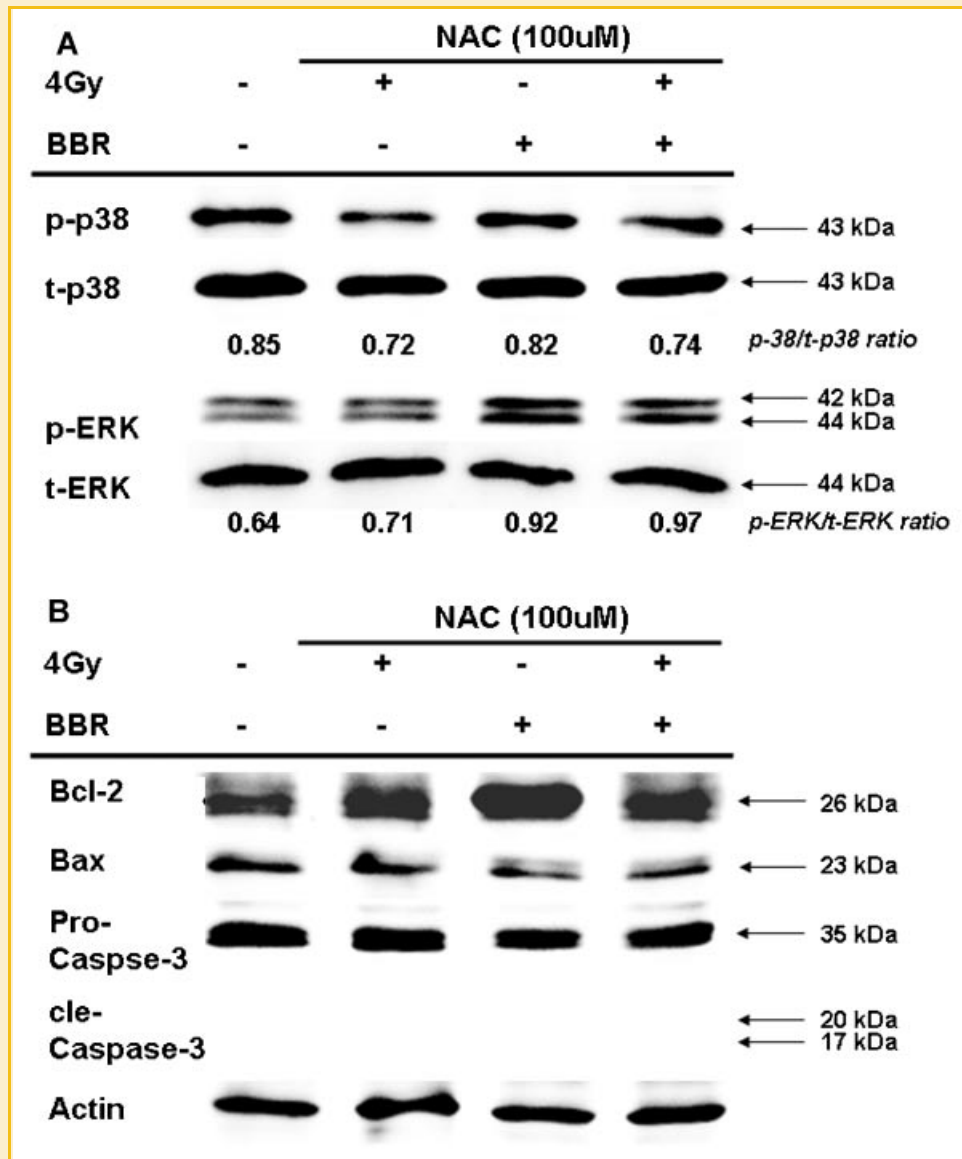 A
NAC (100uM)
4Gy - + - +
BBR - - + +
p-p38 43 kDa
t-p38 43 kDa
0.85 0.72 0.82 0.74 p-38/t-p38 ratio
42 kDa
p-ERK 44 kDa
t-ERK 44 kDa
0.64 0.71 0.92 0.97 p-ERK/t-ERK ratio
B
NAC (100uM)
4Gy - + - +
BBR - - + +
Bcl-2 26 kDa
Bax 23 kDa
Pro- 35 kDa
Caspse-3
cle- 20 kDa
Caspase-3 17 kDa
Actin